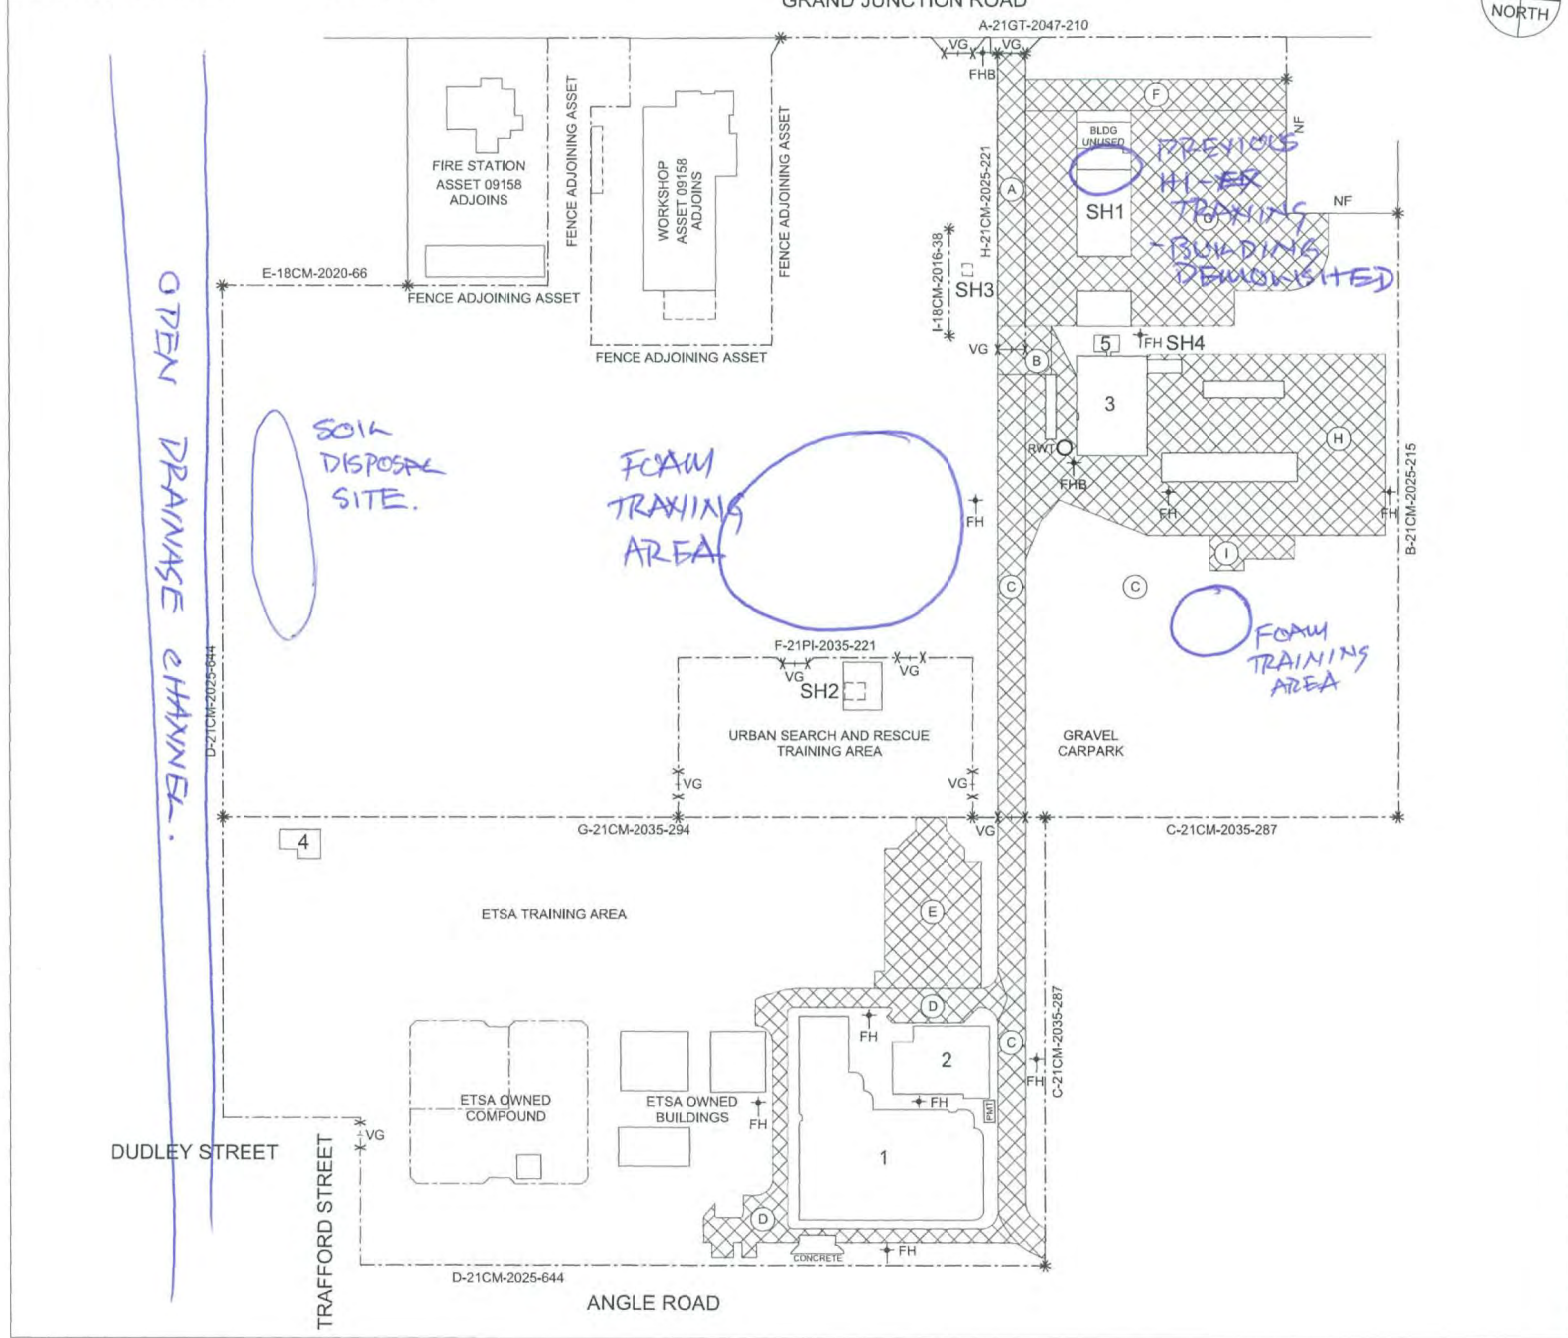 GRAND JUNCTION ROAD
NORTH
A-21GT-2047-210
VG
VG
FHB
F
NF
BLDG
UNUSED
FIRE STATION
ASSET 09158
ADJOINS
FENCE ADJOINING ASSET
WORKSHOP
ASSET 09158
ADJOINS
FENCE ADJOINING ASSET
H-21CM-2025-221
A
SH1
PREVIOUS
HI-EX
TRAINING
- BUILDING
DEMOLISHED
G
NF
I-18CM-2016-38
SH3
E-18CM-2020-66
FENCE ADJOINING ASSET
FENCE ADJOINING ASSET
VG
B
5
FH
SH4
3
H
RWT
FHB
FH
FH
B-21CM-2025-215
OPEN DRAINAGE CHANNEL.
SOIL
DISPOSAL
SITE.
FOAM
TRAINING
AREA
FH
I
C
C
FOAM
TRAINING
AREA
D-21CM-2025-644
F-21PI-2035-221
VG
VG
SH2
URBAN SEARCH AND RESCUE
TRAINING AREA
GRAVEL
CARPARK
VG
VG
G-21CM-2035-294
VG
C-21CM-2035-287
4
ETSA TRAINING AREA
E
D
FH
C
C-21CM-2035-287
2
FH
FH
PMT
ETSA OWNED
COMPOUND
ETSA OWNED
BUILDINGS
FH
1
DUDLEY STREET
VG
TRAFFORD STREET
D
CONCRETE
FH
D-21CM-2025-644
ANGLE ROAD